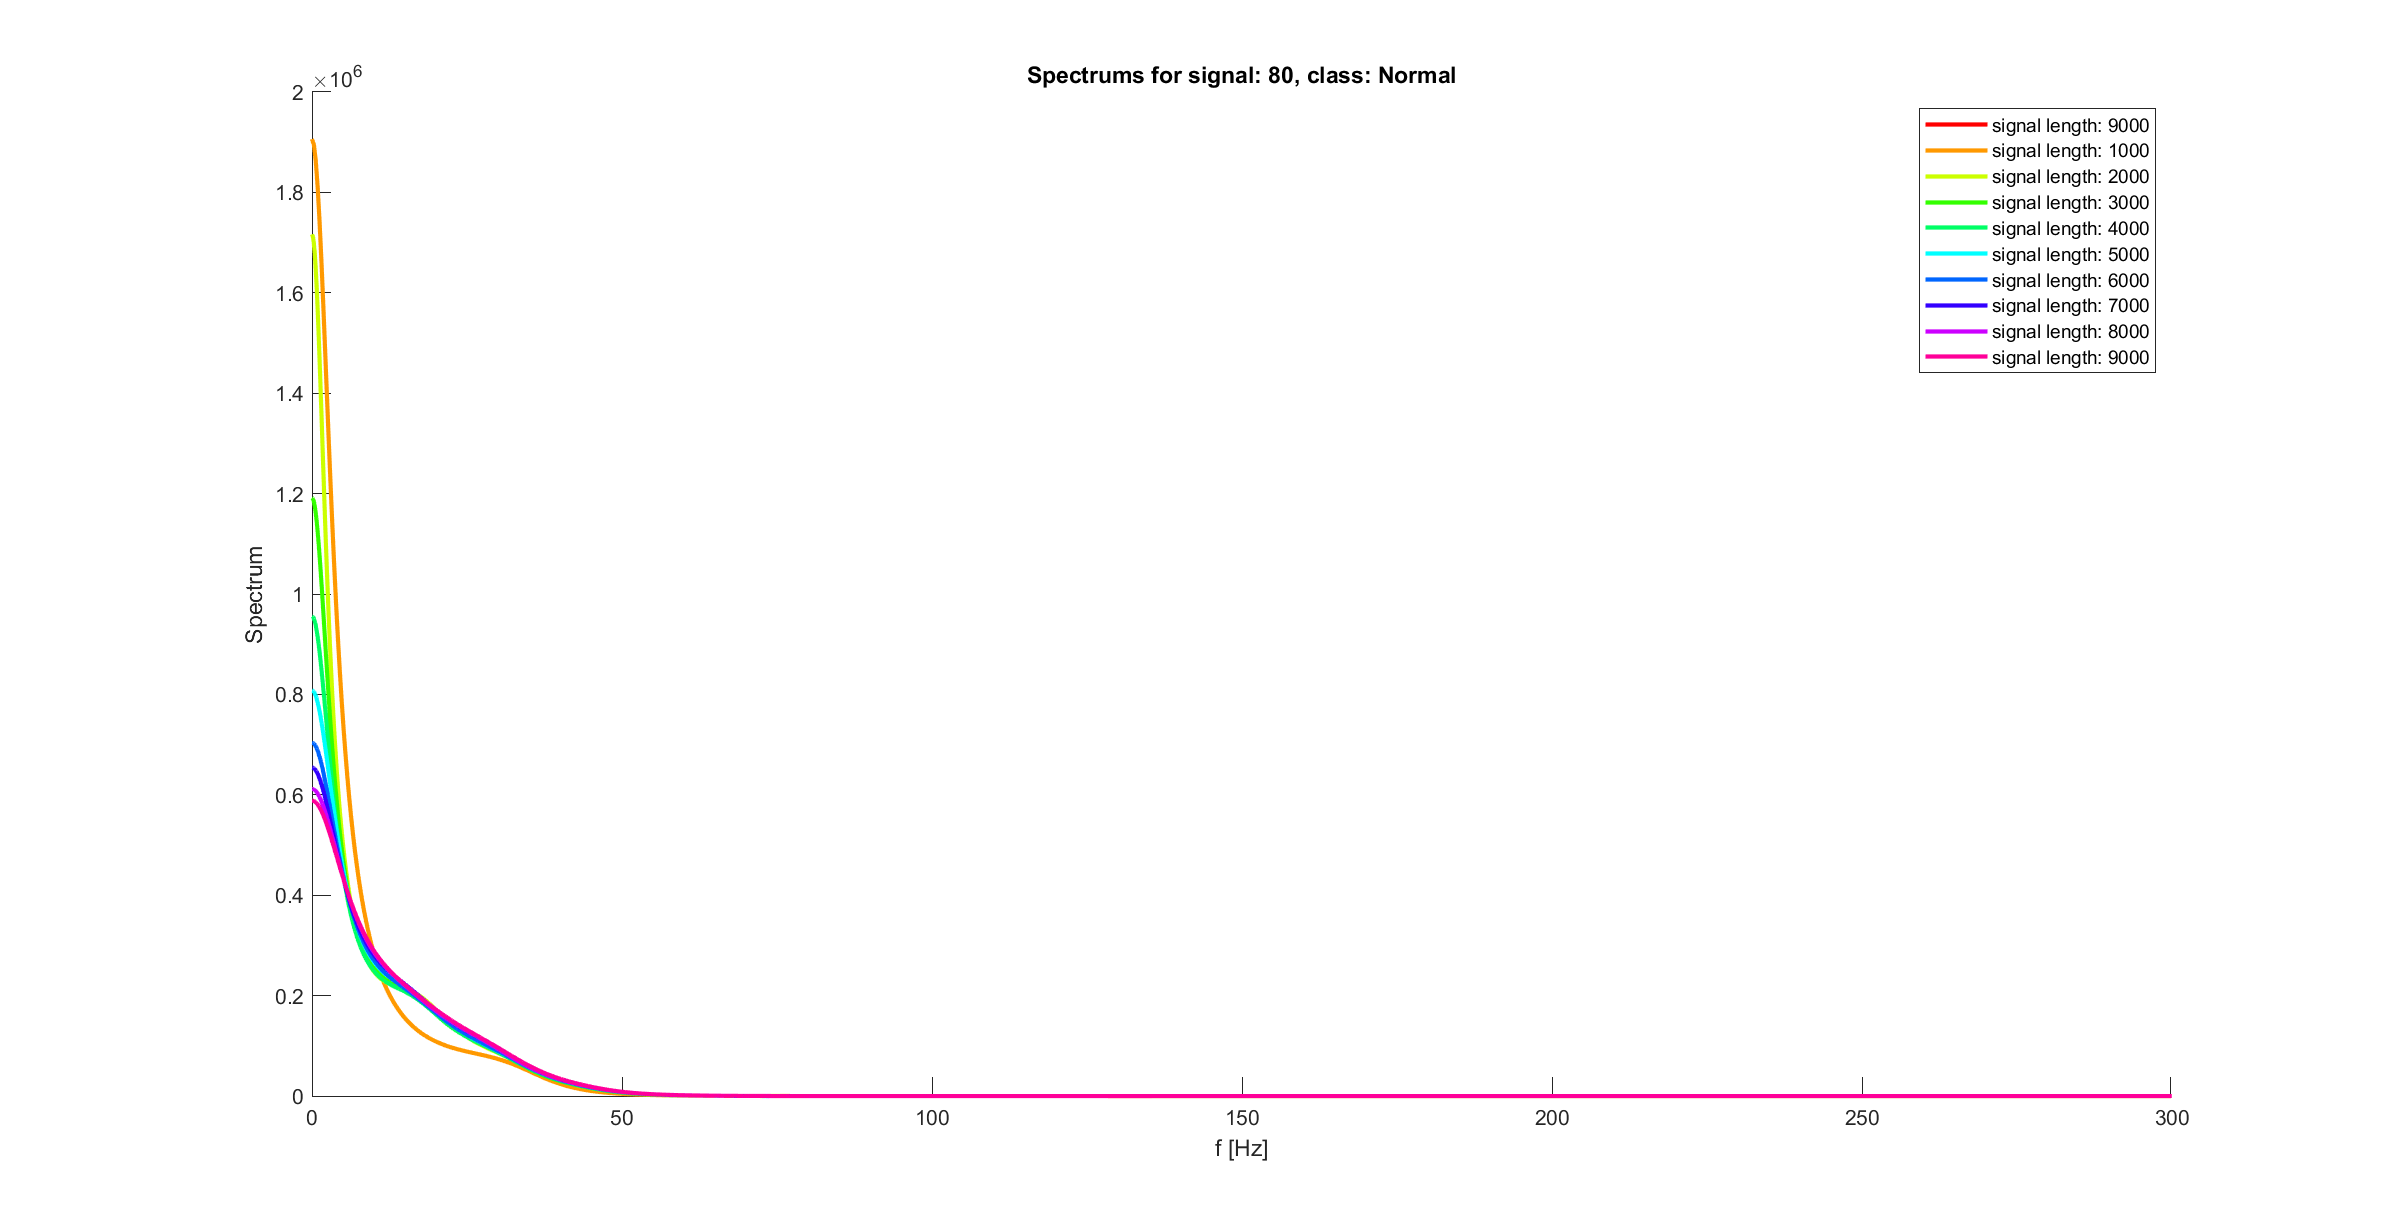 Spectrums for signal: 80, class: Normal
×10^6
2
1.8
1.6
1.4
1.2
1
0.8
0.6
0.4
0.2
0
Spectrum
0 50 100 150 200 250 300
f [Hz]
signal length: 9000
signal length: 1000
signal length: 2000
signal length: 3000
signal length: 4000
signal length: 5000
signal length: 6000
signal length: 7000
signal length: 8000
signal length: 9000